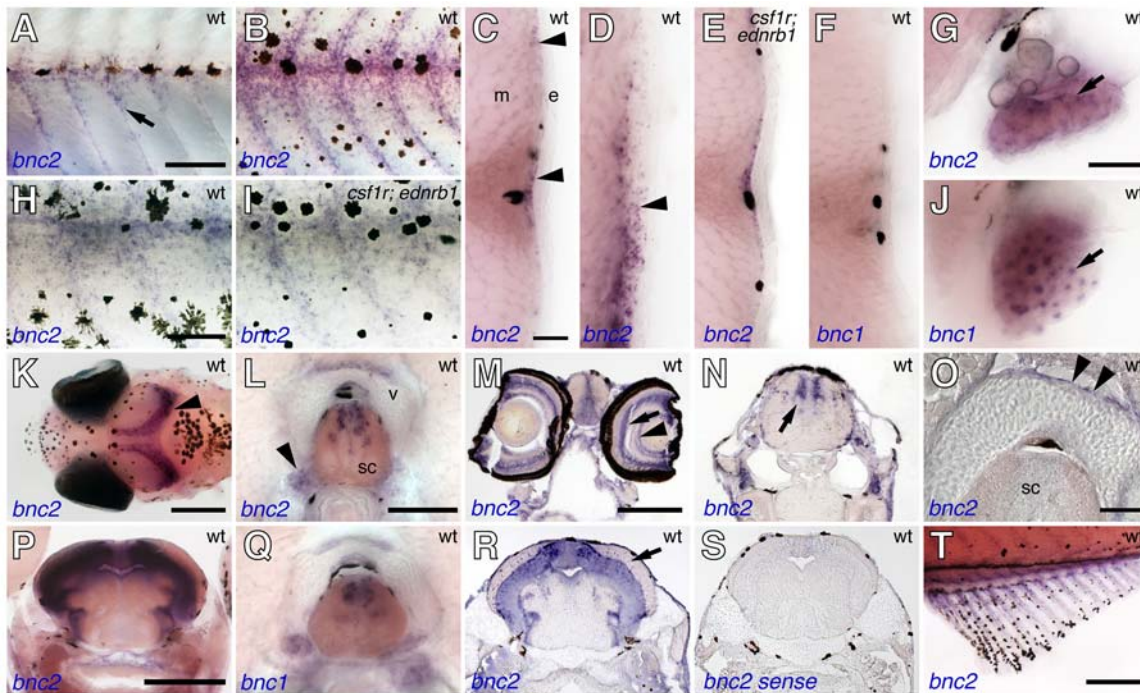 A wt
bnc2
B wt
bnc2
C wt
m e
bnc2
D wt
bnc2
E csf1r;
ednrb1
bnc2
F wt
bnc1
G wt
bnc2
H wt
bnc2
I csf1r; ednrb1
bnc2
J wt
bnc1
K wt
bnc2
L wt
v
sc
bnc2
M wt
bnc2
N wt
bnc2
O wt
sc
bnc2
P wt
bnc2
Q wt
bnc1
R wt
bnc2
S wt
bnc2 sense
T wt
bnc2